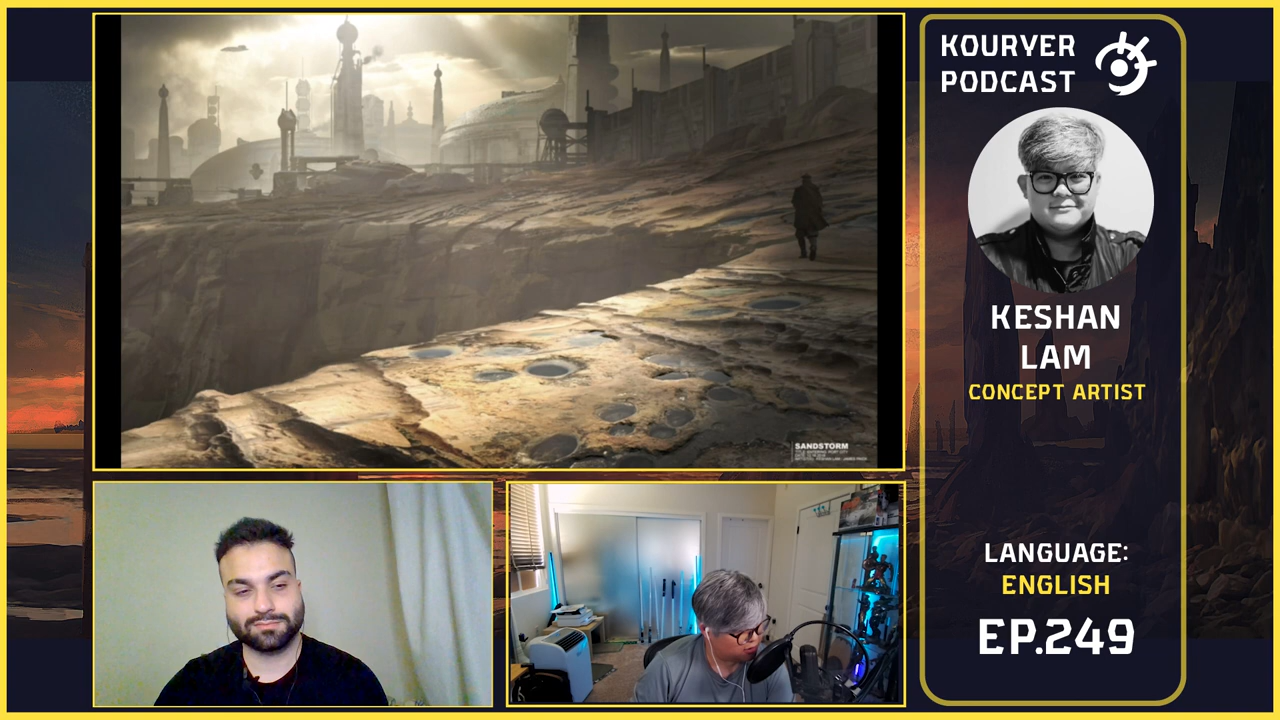 KOURYER
PODCAST
KESHAN
LAM
CONCEPT ARTIST
LANGUAGE:
ENGLISH
EP.249
SANDSTORM